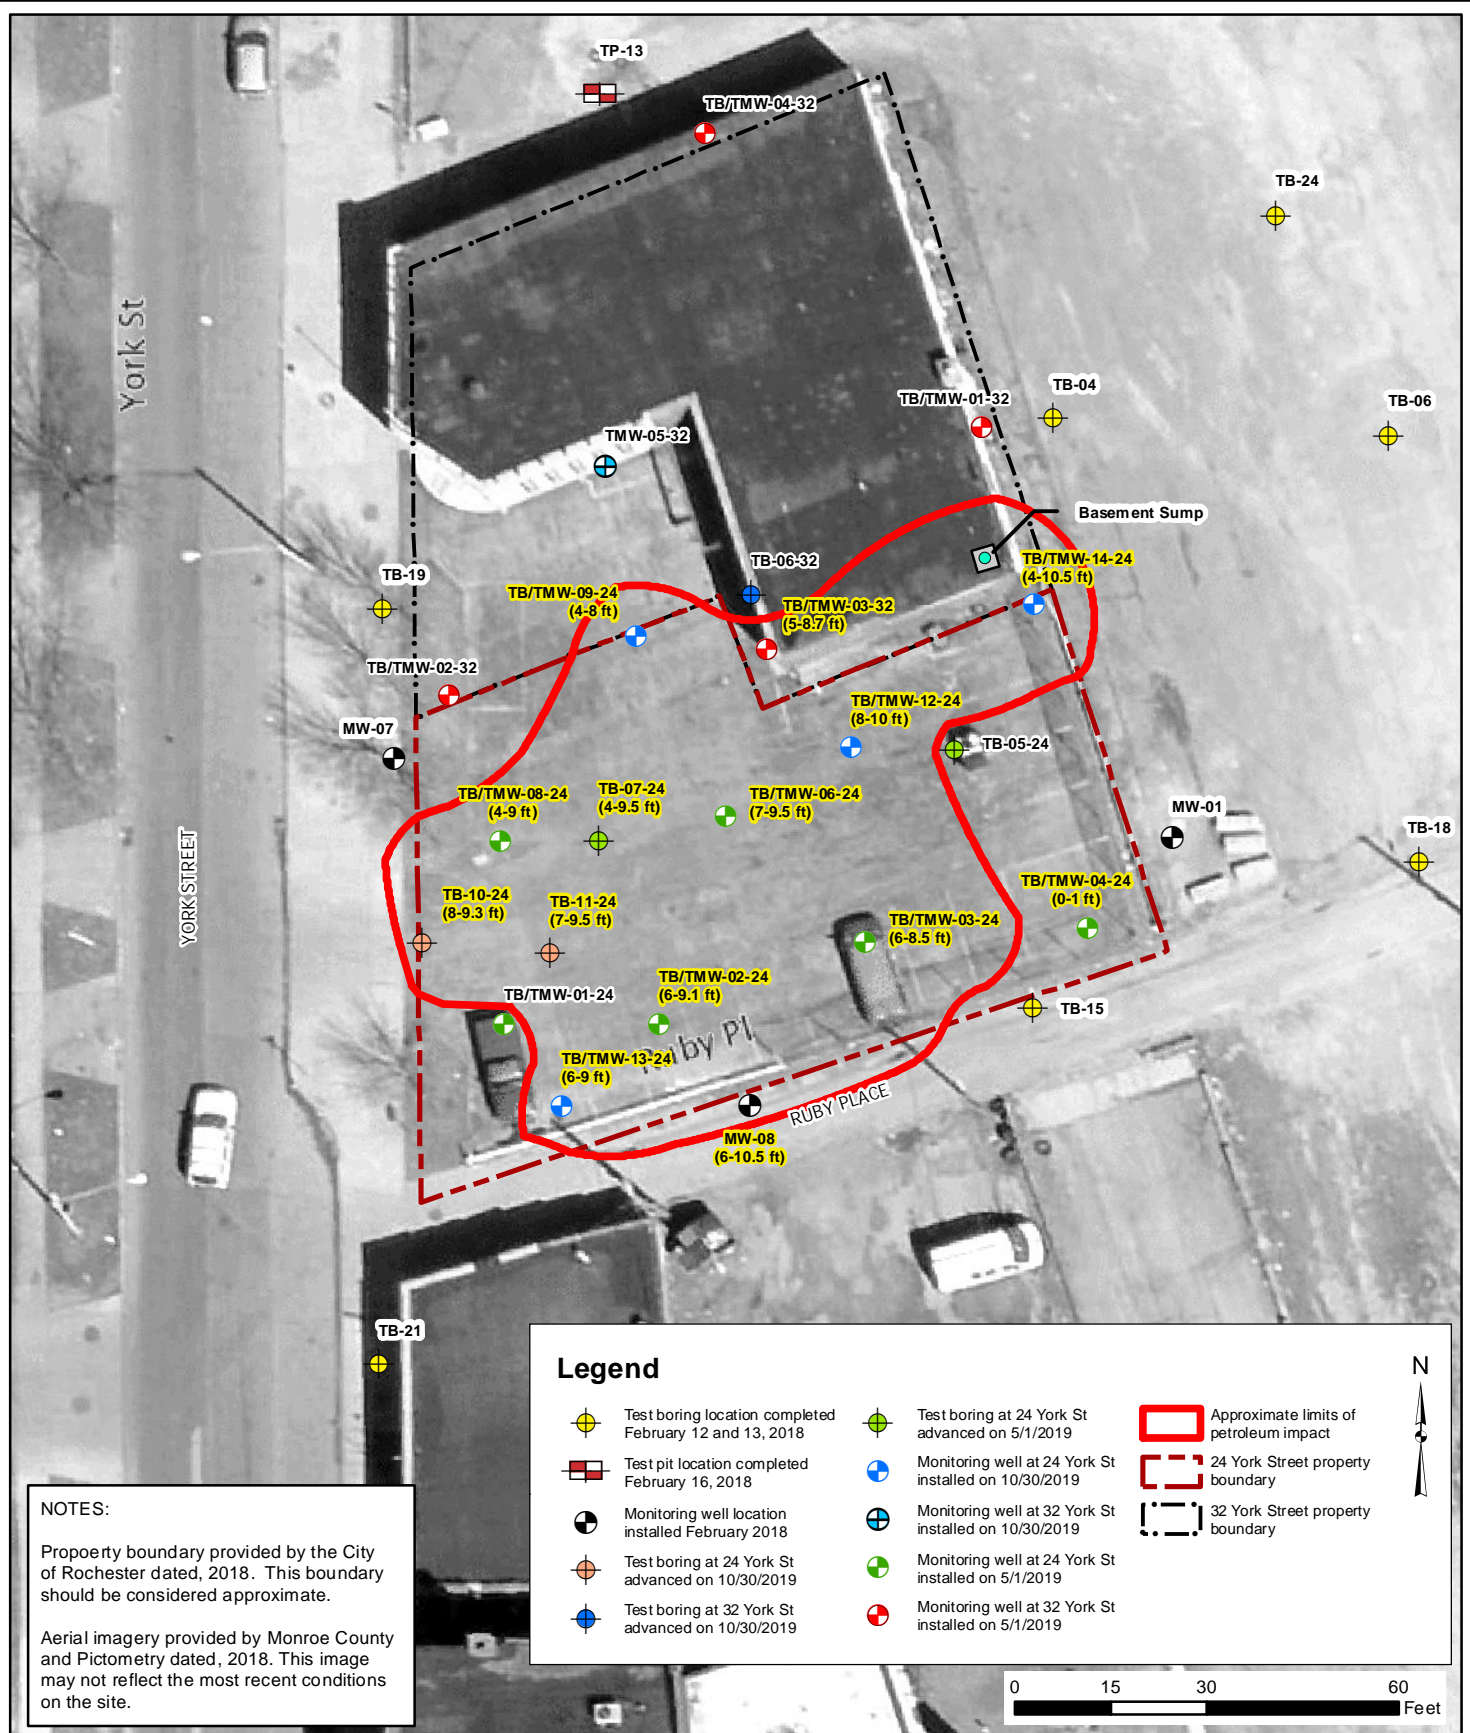 TP-13
TB/TMW-04-32
TB-24
York St
TB/TMW-01-32
TB-04
TB-06
TMW-05-32
Basement Sump
TB-06-32
TB/TMW-14-24
(4-10.5 ft)
TB-19
TB/TMW-09-24
(4-8 ft)
TB/TMW-03-32
(5-8.7 ft)
TB/TMW-02-32
TB/TMW-12-24
(8-10 ft)
MW-07
TB-05-24
TB/TMW-08-24
(4-9 ft)
TB-07-24
(4-9.5 ft)
TB/TMW-06-24
(7-9.5 ft)
MW-01
TB-18
YORK STREET
TB-10-24
(8-9.3 ft)
TB-11-24
(7-9.5 ft)
TB/TMW-04-24
(0-1 ft)
TB/TMW-03-24
(6-8.5 ft)
TB/TMW-01-24
TB/TMW-02-24
(6-9.1 ft)
TB-15
Ruby Pl
TB/TMW-13-24
(6-9 ft)
RUBY PLACE
MW-08
(6-10.5 ft)
TB-21
Legend
Test boring location completed
February 12 and 13, 2018
Test pit location completed
February 16, 2018
Monitoring well location
installed February 2018
Test boring at 24 York St
advanced on 10/30/2019
Test boring at 32 York St
advanced on 10/30/2019
Test boring at 24 York St
advanced on 5/1/2019
Monitoring well at 24 York St
installed on 10/30/2019
Monitoring well at 32 York St
installed on 10/30/2019
Monitoring well at 24 York St
installed on 5/1/2019
Monitoring well at 32 York St
installed on 5/1/2019
Approximate limits of
petroleum impact
24 York Street property
boundary
32 York Street property
boundary
N
NOTES:
Propoerty boundary provided by the City
of Rochester dated, 2018. This boundary
should be considered approximate.
Aerial imagery provided by Monroe County
and Pictometry dated, 2018. This image
may not reflect the most recent conditions
on the site.
0 15 30 60
Feet